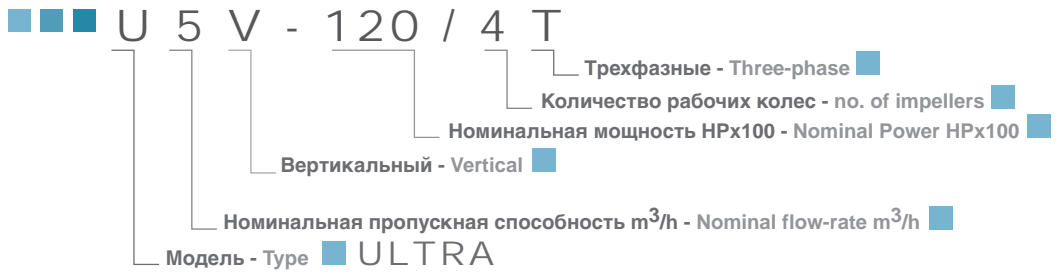 U 5 V - 120 / 4 T
Трехфазные - Three-phase
Количество рабочих колес - no. of impellers
Номинальная мощность HPx100 - Nominal Power HPx100
Вертикальный - Vertical
Номинальная пропускная способность m³/h - Nominal flow-rate m³/h
Модель - Type ULTRA